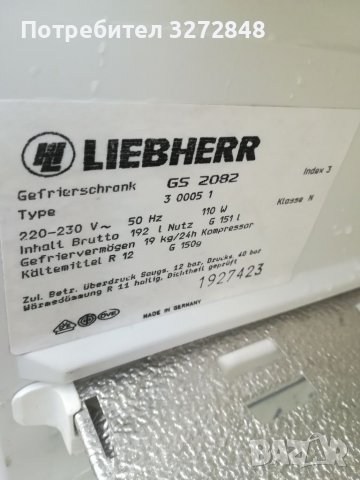 Потребител 3272848
LIEBHERR
Gefrierschrank GS 2082 Index 3
Type 3 0005 1
220-230 V~ 50 Hz 110 W Klasse N
Inhalt Brutto 192 l Nutz G 151 l
Gefriervermögen 19 kg/24h Kompressor
Kältemittel R 12 G 150g
Zul. Betr. Überdruck Saugs. 12 bar, Drucks. 40 bar
Wärmedämmung R 11 haltig, Dichtheit geprüft
1927423
MADE IN GERMANY
BAZAR